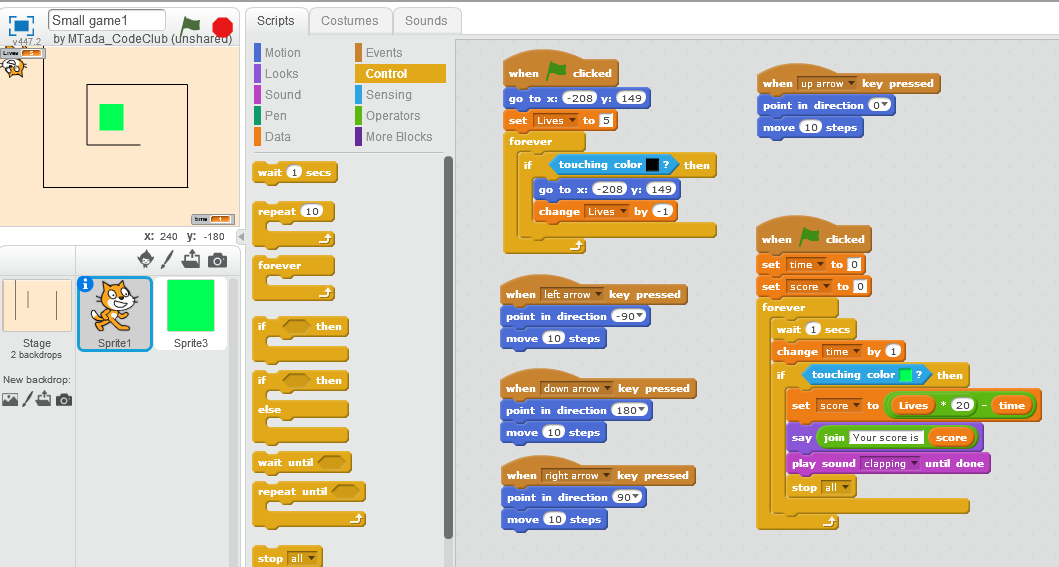 Small game1
v447.2
by MTada_CodeClub (unshared)
Lives 5
time
x: 240 y: -180
Stage
2 backdrops
Sprite1
Sprite3
New backdrop:
Scripts
Costumes
Sounds
Motion
Events
Looks
Control
Sound
Sensing
Pen
Operators
Data
More Blocks
wait 1 secs
repeat 10
forever
if then
if then
else
wait until
repeat until
stop all
when clicked
go to x: -208 y: 149
set Lives to 5
forever
if touching color ? then
go to x: -208 y: 149
change Lives by -1
when left arrow key pressed
point in direction -90
move 10 steps
when down arrow key pressed
point in direction 180
move 10 steps
when right arrow key pressed
point in direction 90
move 10 steps
when up arrow key pressed
point in direction 0
move 10 steps
when clicked
set time to 0
set score to 0
forever
wait 1 secs
change time by 1
if touching color ? then
set score to Lives * 20 - time
say join Your score is score
play sound clapping until done
stop all